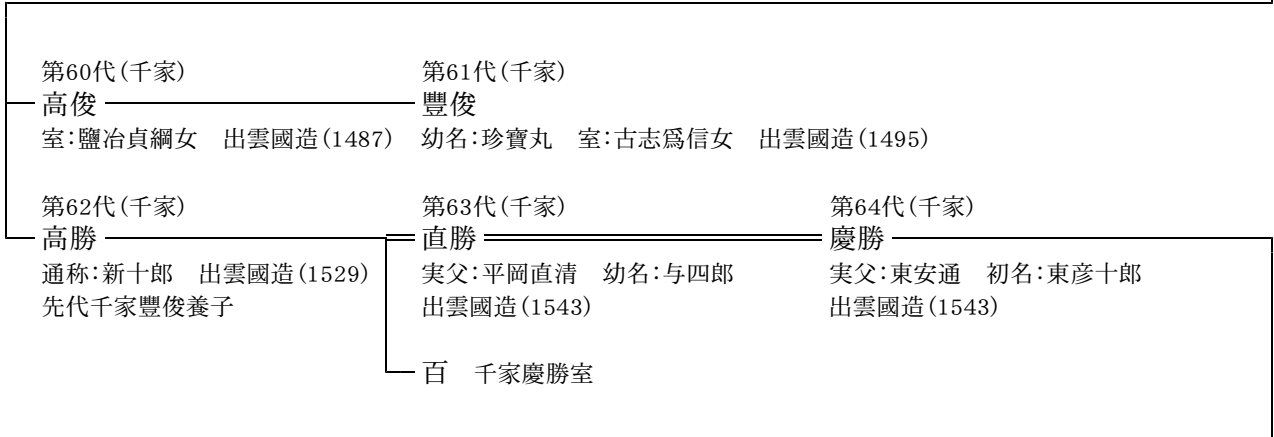 第60代(千家)　第61代(千家)
高俊　豐俊
室:鹽冶貞綱女　出雲國造(1487)　幼名:珍寶丸　室:古志爲信女　出雲國造(1495)
第62代(千家)　第63代(千家)　第64代(千家)
高勝　直勝　慶勝
通称:新十郎　出雲國造(1529)　実父:平岡直清　幼名:与四郎　実父:東安通　初名:東彦十郎
先代千家豐俊養子　出雲國造(1543)　出雲國造(1543)
百　千家慶勝室